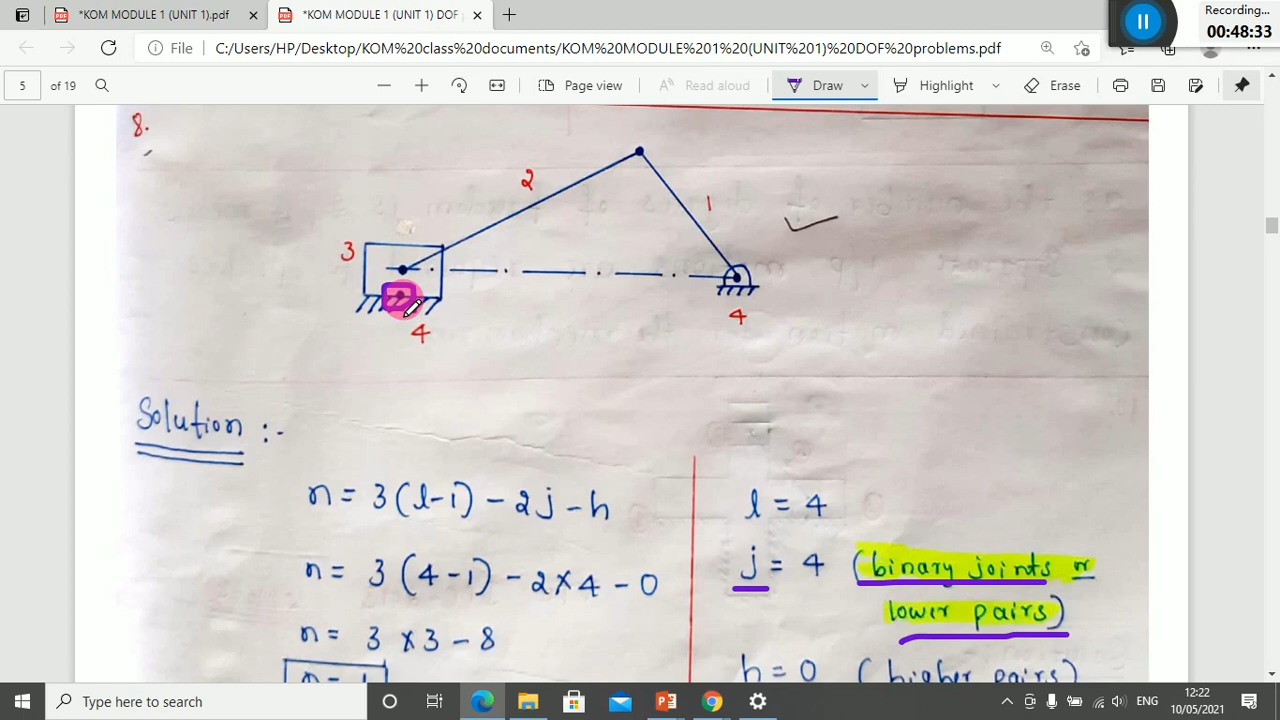 *KOM MODULE 1 (UNIT 1).pdf
*KOM MODULE 1 (UNIT 1) DOF
Recording...
00:48:33
File
C:/Users/HP/Desktop/KOM%20class%20documents/KOM%20MODULE%201%20(UNIT%201)%20DOF%20problems.pdf
5 of 19
Page view
Read aloud
Draw
Highlight
Erase
8.
2
1
3
4
4
Solution :-
n = 3(l-1) - 2j - h
l = 4
n = 3 (4-1) - 2×4 - 0
j = 4 (binary joints or
lower pairs)
n = 3 × 3 - 8
h = 0 (higher pairs)
n = 1
Type here to search
ENG
12:22
10/05/2021